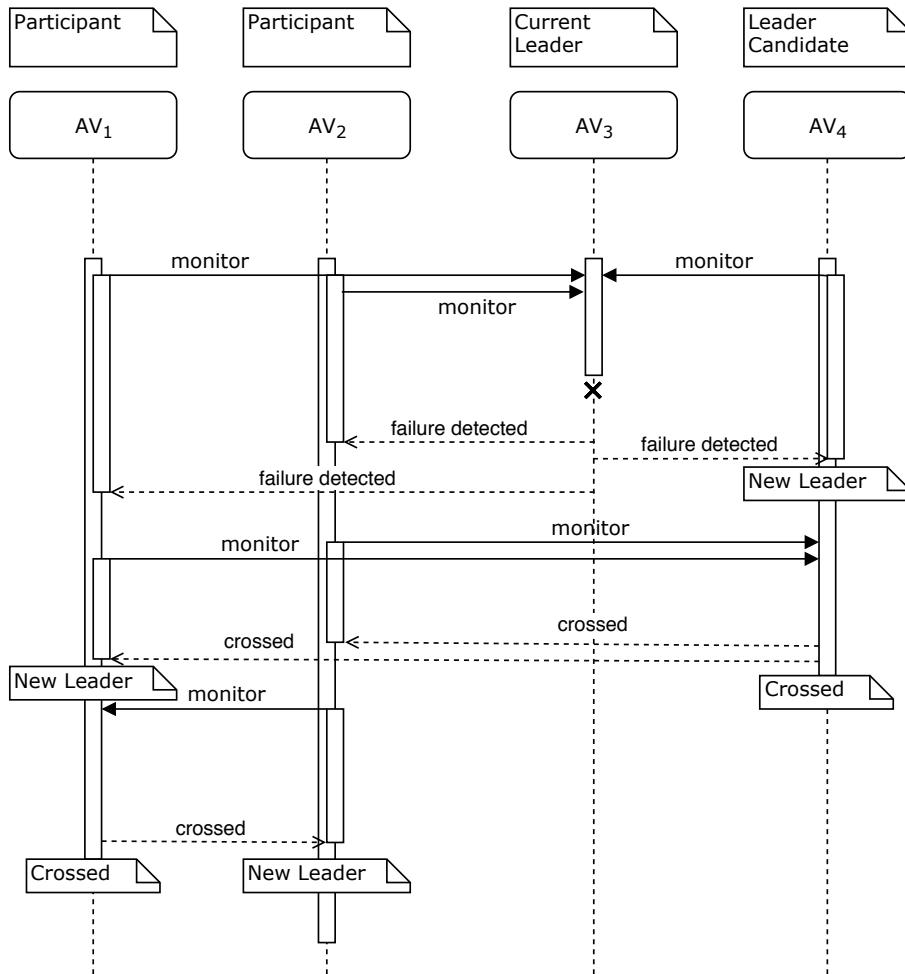 Participant
Participant
Current
Leader
Leader
Candidate
AV1
AV2
AV3
AV4
monitor
monitor
monitor
failure detected
failure detected
failure detected
New Leader
monitor
monitor
crossed
crossed
New Leader
Crossed
monitor
crossed
Crossed
New Leader